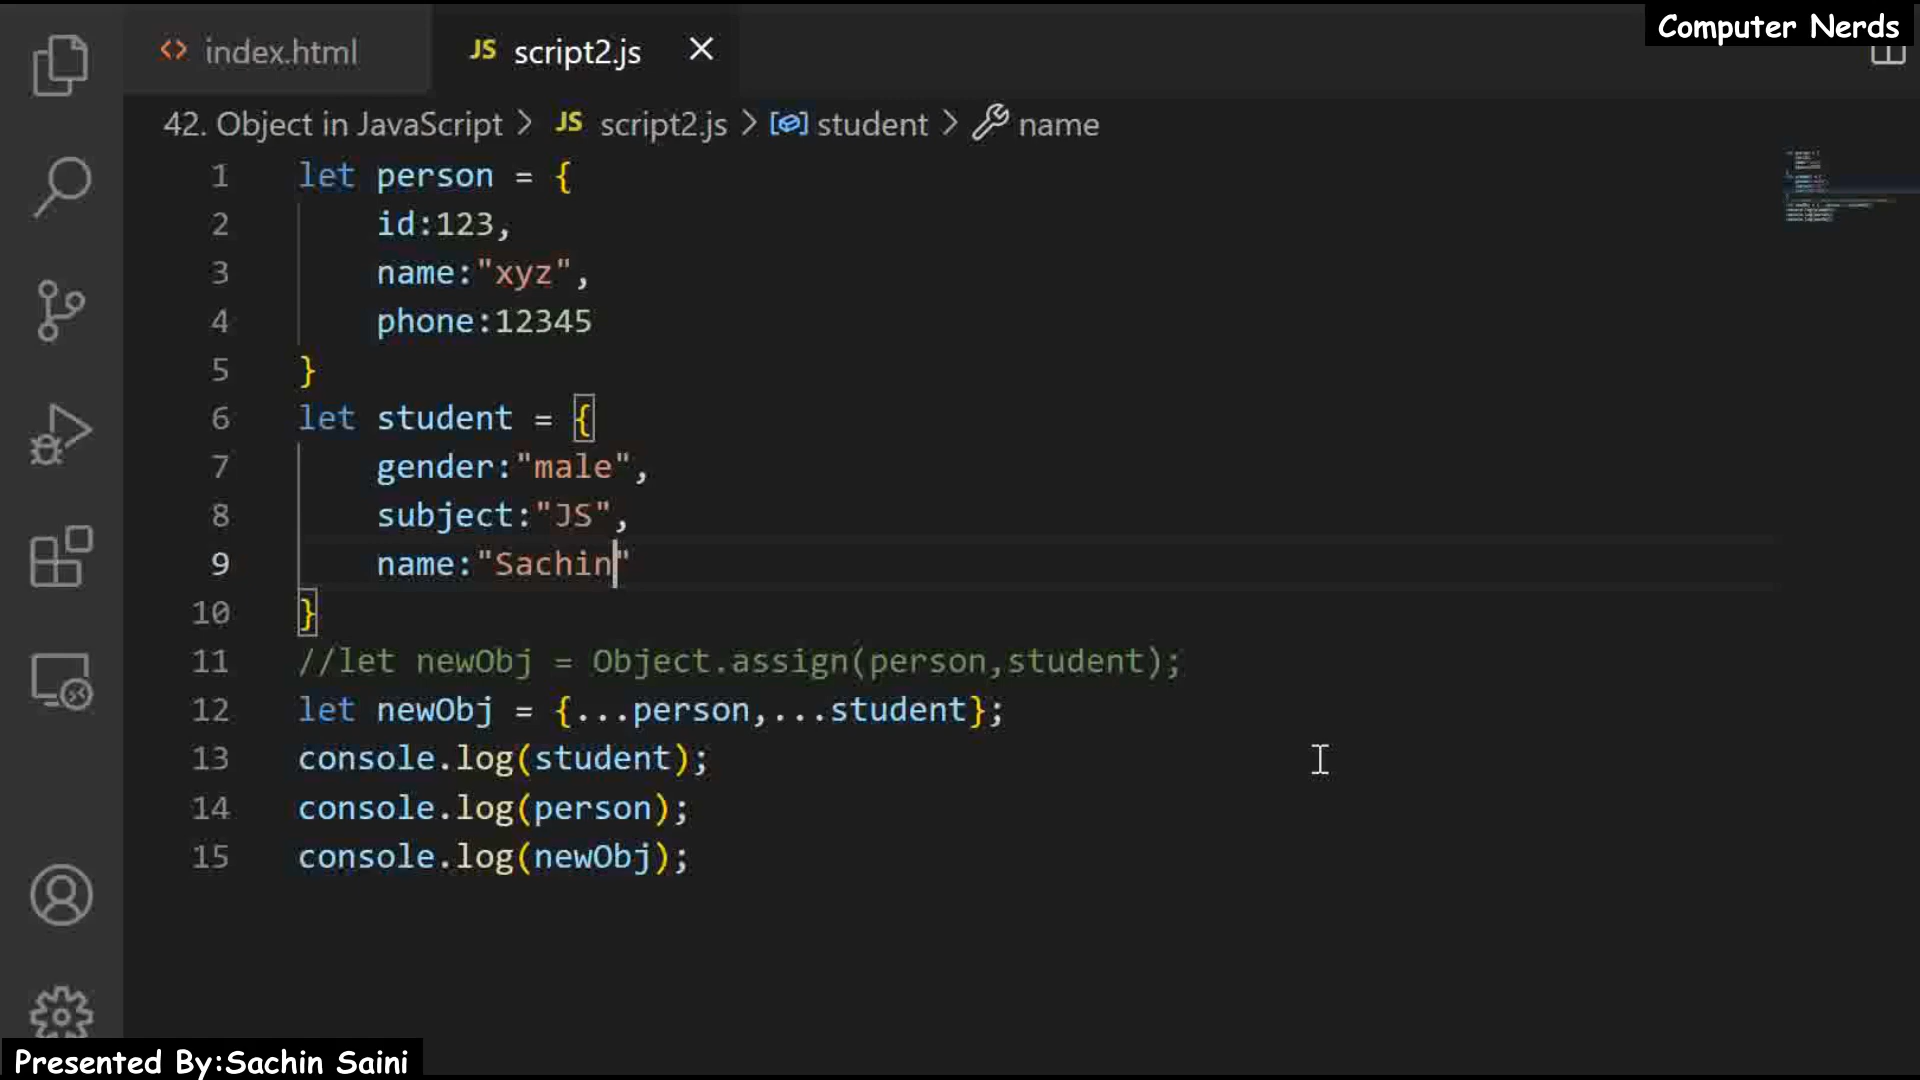 Computer Nerds
index.html
JS script2.js
42. Object in JavaScript > JS script2.js > student > name
1 let person = {
2 id:123,
3 name:"xyz",
4 phone:12345
5 }
6 let student = {
7 gender:"male",
8 subject:"JS",
9 name:"Sachin"
10 }
11 //let newObj = Object.assign(person,student);
12 let newObj = {...person,...student};
13 console.log(student);
14 console.log(person);
15 console.log(newObj);
Presented By:Sachin Saini